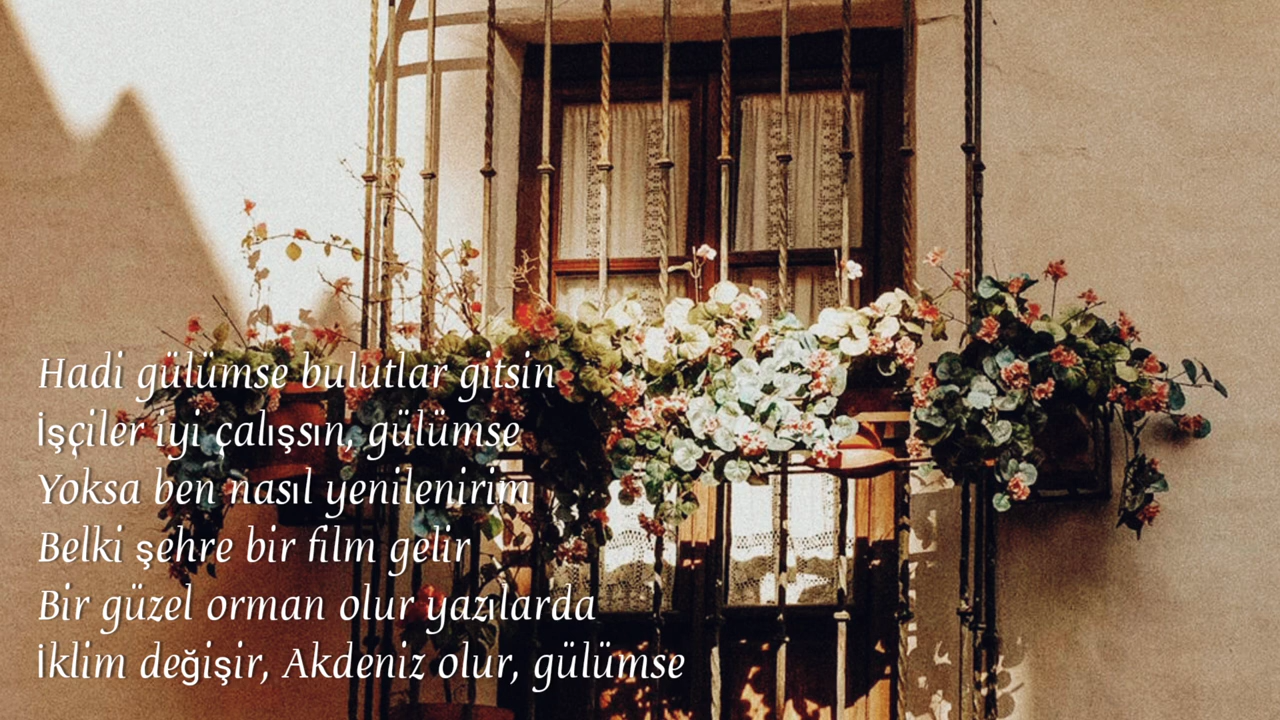 Hadi gülümse bulutlar gitsin
İşçiler iyi çalışsın, gülümse
Yoksa ben nasıl yenilenirim
Belki şehre bir film gelir
Bir güzel orman olur yazılarda
İklim değişir, Akdeniz olur, gülümse